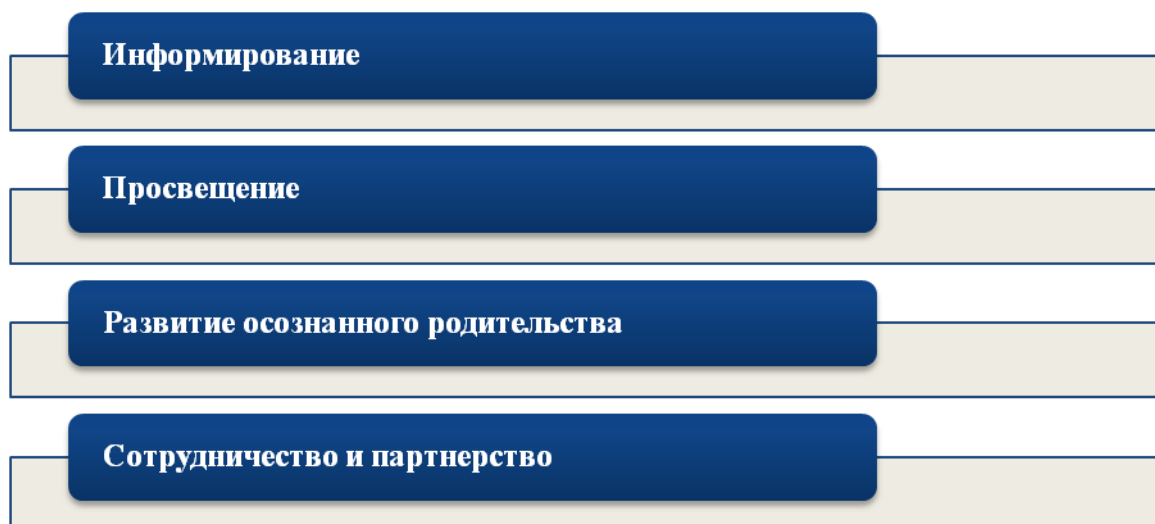 Информирование
Просвещение
Развитие осознанного родительства
Сотрудничество и партнерство